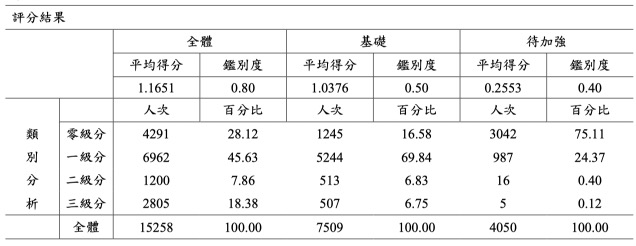 評分結果
全體 基礎 待加強
平均得分 鑑別度 平均得分 鑑別度 平均得分 鑑別度
1.1651 0.80 1.0376 0.50 0.2553 0.40
人次 百分比 人次 百分比 人次 百分比
類 零級分 4291 28.12 1245 16.58 3042 75.11
別 一級分 6962 45.63 5244 69.84 987 24.37
分 二級分 1200 7.86 513 6.83 16 0.40
析 三級分 2805 18.38 507 6.75 5 0.12
全體 15258 100.00 7509 100.00 4050 100.00